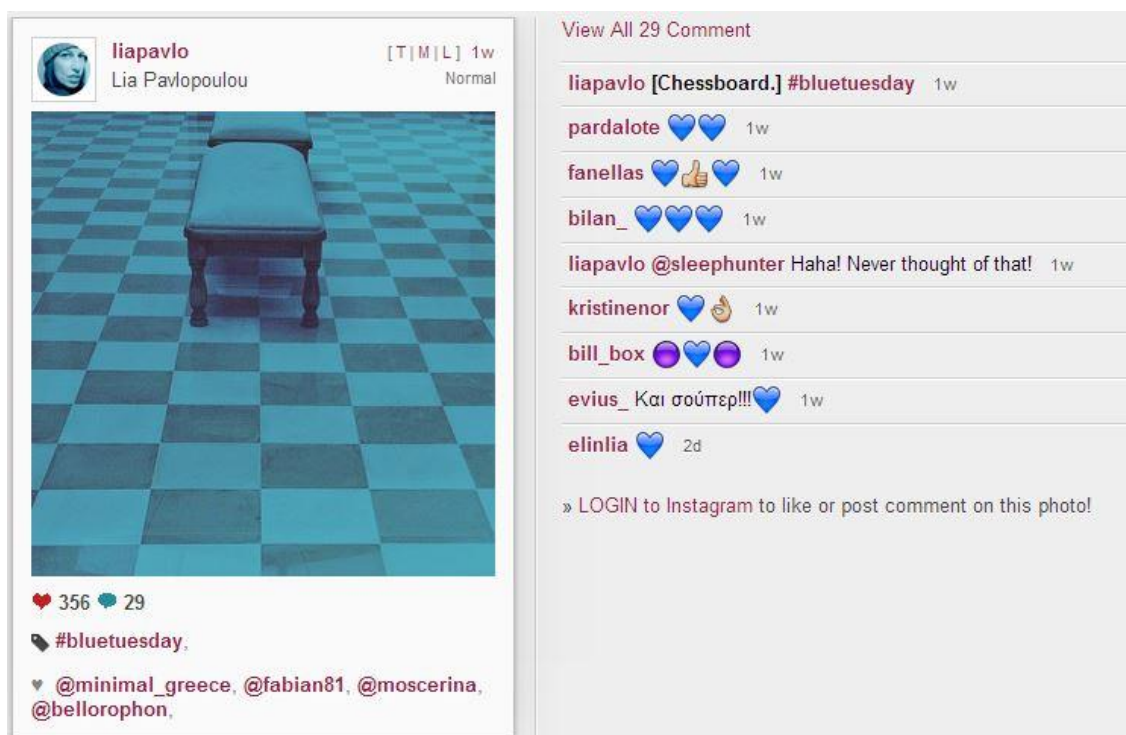 liapavlo
[T|M|L] 1w
Lia Pavlopoulou
Normal
356 29
#bluetuesday,
@minimal_greece, @fabian81, @moscerina,
@bellorophon,
View All 29 Comment
liapavlo [Chessboard.] #bluetuesday 1w
pardalote 💙💙 1w
fanellas 💙👍💙 1w
bilan_ 💙💙💙 1w
liapavlo @sleephunter Haha! Never thought of that! 1w
kristinenor 💙👌 1w
bill_box 🟣💙🟣 1w
evius_ Και σούπερ!!!💙 1w
elinlia 💙 2d
» LOGIN to Instagram to like or post comment on this photo!